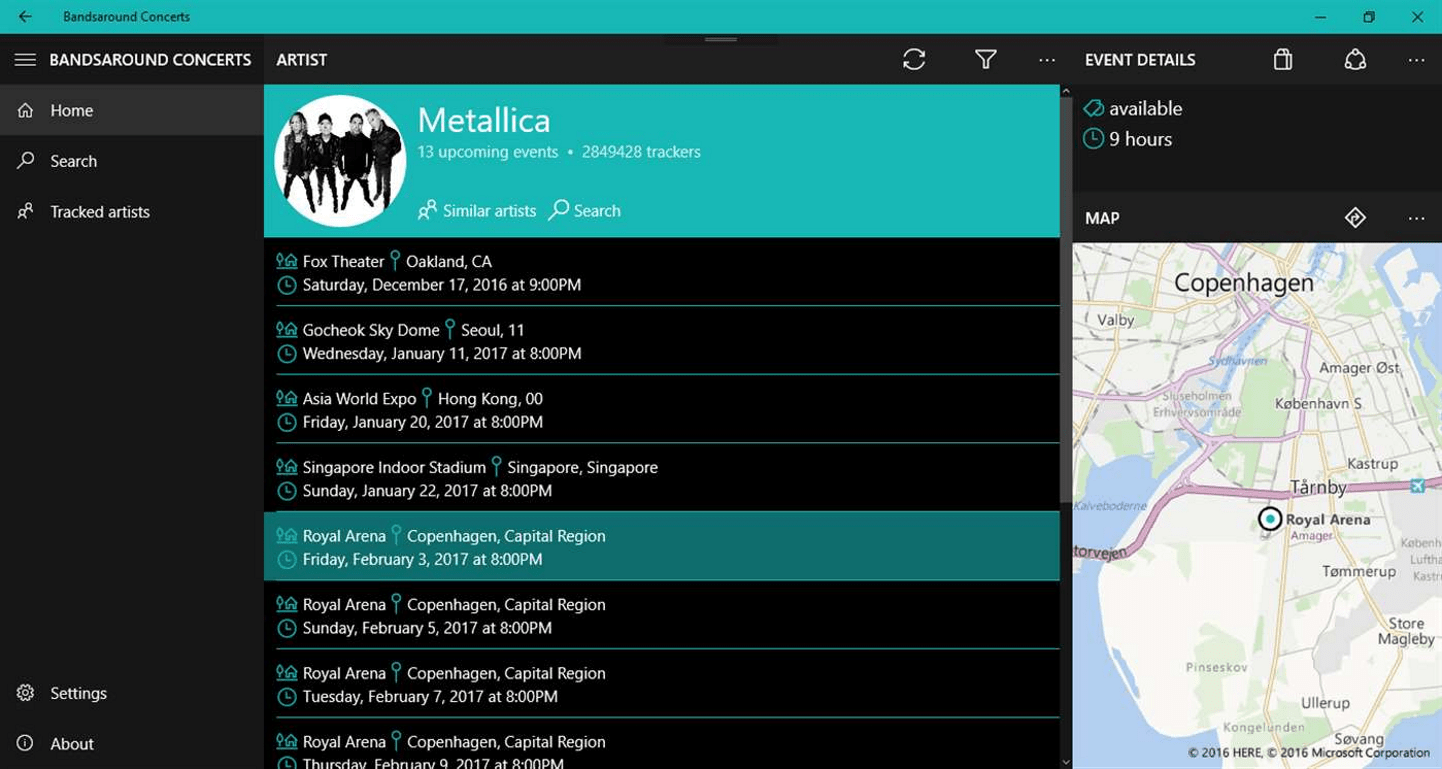 Bandsaround Concerts
BANDSAROUND CONCERTS
Home
Search
Tracked artists
Settings
About
ARTIST
...
Metallica
13 upcoming events • 2849428 trackers
Similar artists Search
Fox Theater Oakland, CA
Saturday, December 17, 2016 at 9:00PM
Gocheok Sky Dome Seoul, 11
Wednesday, January 11, 2017 at 8:00PM
Asia World Expo Hong Kong, 00
Friday, January 20, 2017 at 8:00PM
Singapore Indoor Stadium Singapore, Singapore
Sunday, January 22, 2017 at 8:00PM
Royal Arena Copenhagen, Capital Region
Friday, February 3, 2017 at 8:00PM
Royal Arena Copenhagen, Capital Region
Sunday, February 5, 2017 at 8:00PM
Royal Arena Copenhagen, Capital Region
Tuesday, February 7, 2017 at 8:00PM
Royal Arena Copenhagen, Capital Region
Thursday, February 9, 2017 at 8:00PM
EVENT DETAILS
...
available
9 hours
MAP
...
Copenhagen
Valby
Sydhavnen
Amager Øst
Sluseholmen
Erhvervsområde
København S
Kastrup
Tårnby
Kalveboderne
Royal Arena
Amager
torvejen
Københ
Luftha
Kastr
Tømmerup
Store
Magleby
Pinseskov
Ullerup
Kongelunden
Søvang
© 2016 HERE, © 2016 Microsoft Corporation